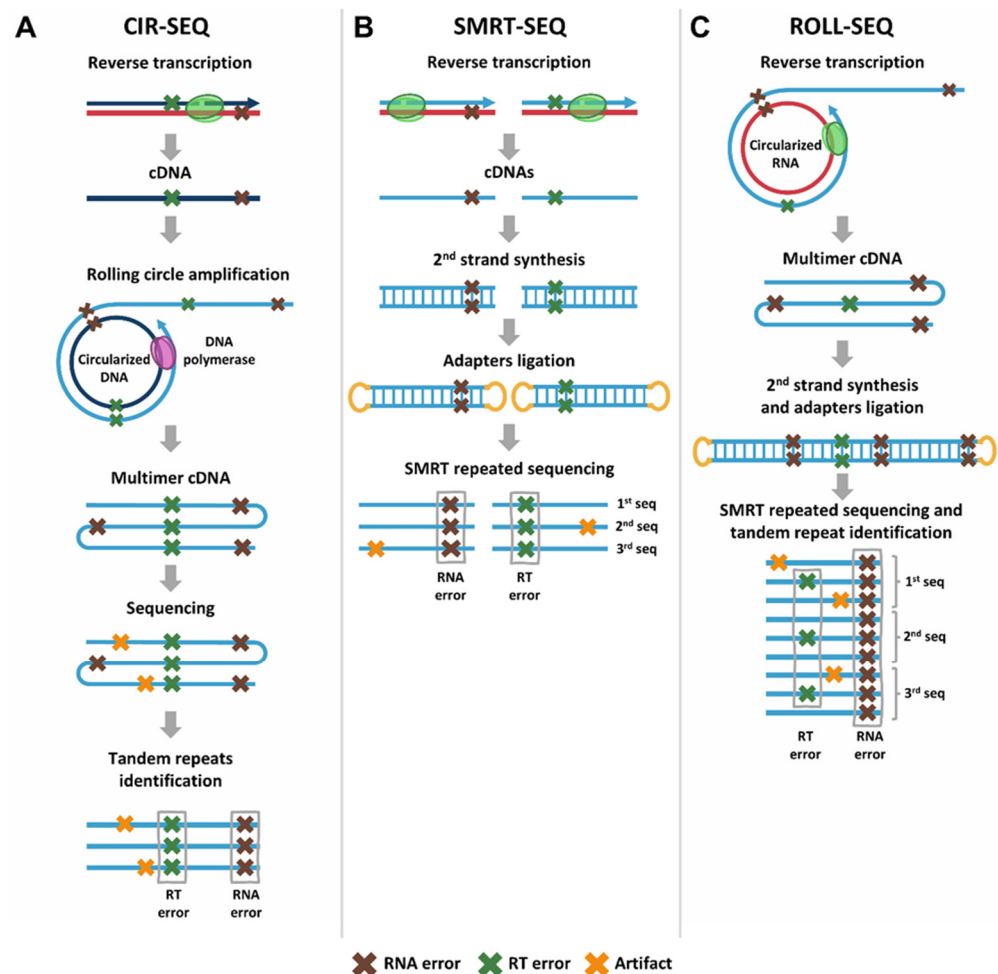 A
CIR-SEQ
Reverse transcription
cDNA
Rolling circle amplification
Circularized
DNA
DNA
polymerase
Multimer cDNA
Sequencing
Tandem repeats
identification
RT
error
RNA
error
B
SMRT-SEQ
Reverse transcription
cDNAs
2nd strand synthesis
Adapters ligation
SMRT repeated sequencing
1st seq
2nd seq
3rd seq
RNA
error
RT
error
C
ROLL-SEQ
Reverse transcription
Circularized
RNA
Multimer cDNA
2nd strand synthesis
and adapters ligation
SMRT repeated sequencing and
tandem repeat identification
1st seq
2nd seq
3rd seq
RT
error
RNA
error
RNA error
RT error
Artifact